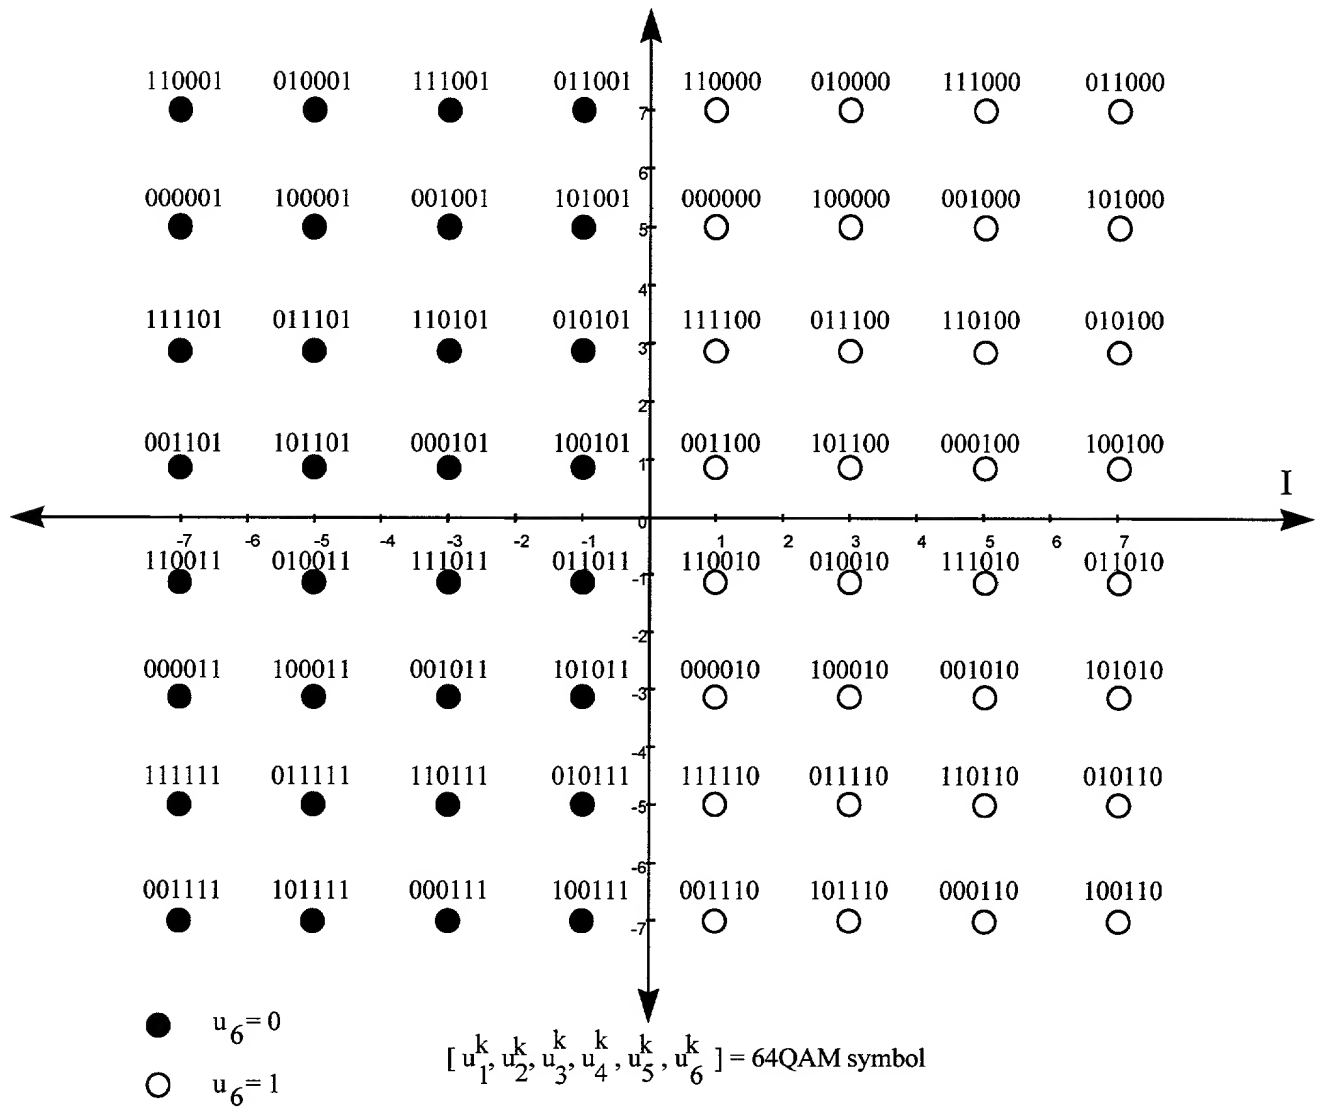 110001 010001 111001 011001 110000 010000 111000 011000
7
6
000001 100001 001001 101001 000000 100000 001000 101000
5
4
111101 011101 110101 010101 111100 011100 110100 010100
3
2
001101 101101 000101 100101 001100 101100 000100 100100
1
I
0
-7 -6 -5 -4 -3 -2 -1 1 2 3 4 5 6 7
110011 010011 111011 011011 110010 010010 111010 011010
-1
-2
000011 100011 001011 101011 000010 100010 001010 101010
-3
-4
111111 011111 110111 010111 111110 011110 110110 010110
-5
-6
001111 101111 000111 100111 001110 101110 000110 100110
-7
u6=0
[ u1k, u2k, u3k, u4k, u5k, u6k ] = 64QAM symbol
u6=1